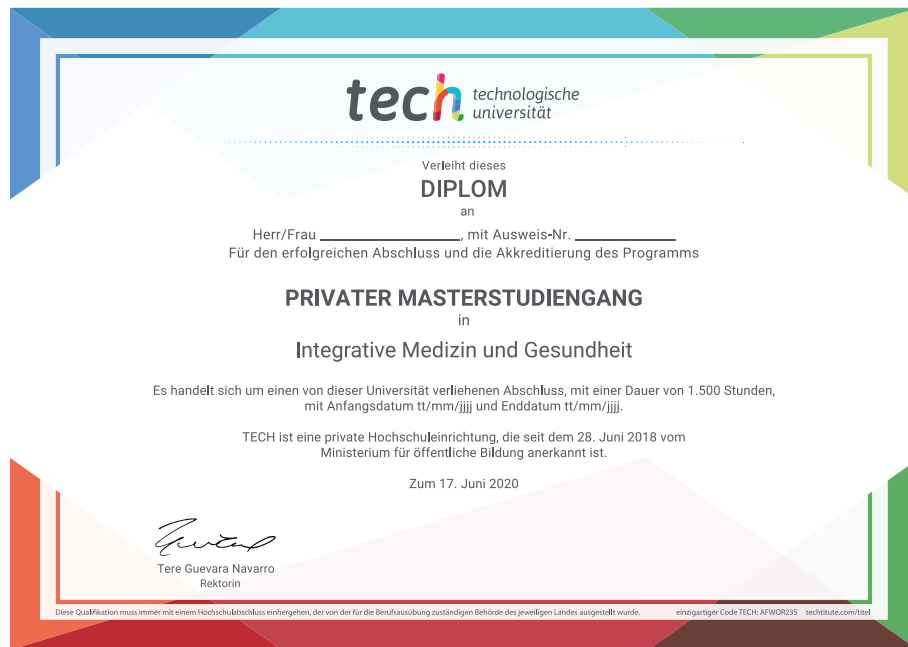 tech technologische
universität
Verleiht dieses
DIPLOM
an
Herr/Frau ____________, mit Ausweis-Nr. ____________
Für den erfolgreichen Abschluss und die Akkreditierung des Programms
PRIVATER MASTERSTUDIENGANG
in
Integrative Medizin und Gesundheit
Es handelt sich um einen von dieser Universität verliehenen Abschluss, mit einer Dauer von 1.500 Stunden,
mit Anfangsdatum tt/mm/jjjj und Enddatum tt/mm/jjjj.
TECH ist eine private Hochschuleinrichtung, die seit dem 28. Juni 2018 vom
Ministerium für öffentliche Bildung anerkannt ist.
Zum 17. Juni 2020
Tere Guevara Navarro
Rektorin
Diese Qualifikation muss immer mit einem Hochschulabschluss einhergehen, der von der für die Berufsausübung zuständigen Behörde des jeweiligen Landes ausgestellt wurde. einzigartiger Code TECH: AFWOR23S techtitute.com/titel